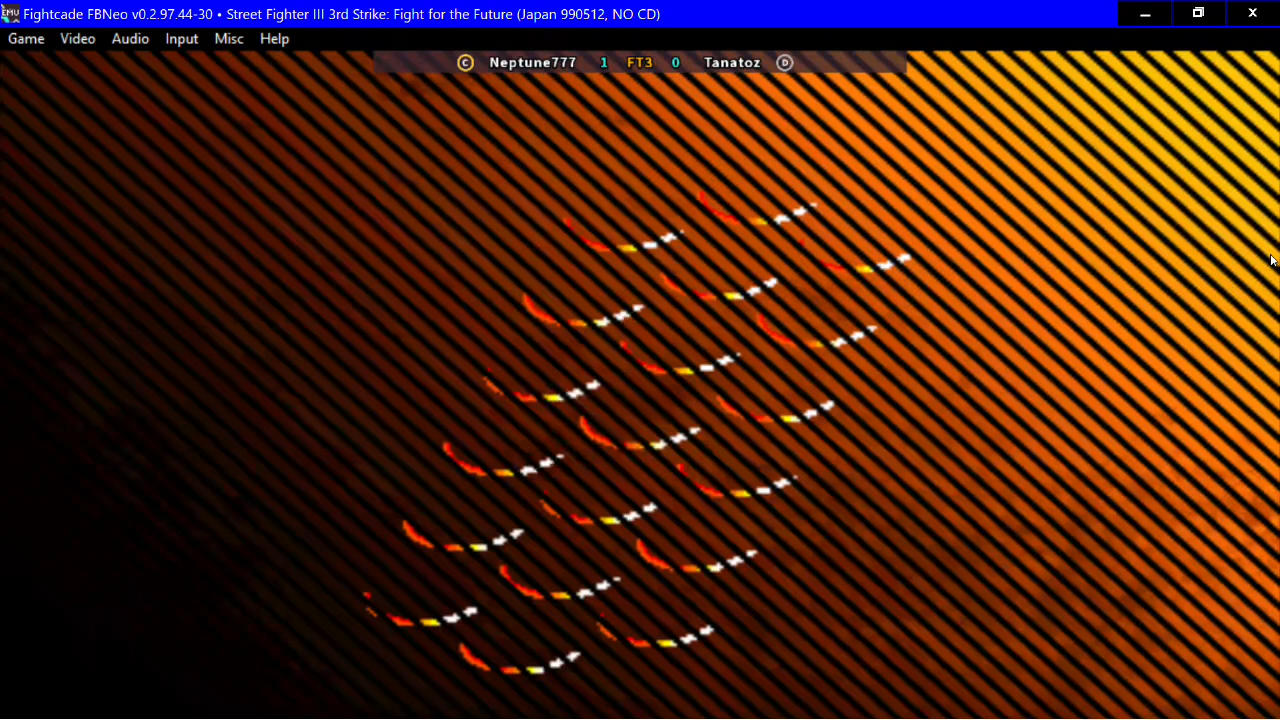 Fightcade FBNeo v0.2.97.44-30 • Street Fighter III 3rd Strike: Fight for the Future (Japan 990512, NO CD)
Game Video Audio Input Misc Help
C Neptune777 1 FT3 0 Tanatoz D